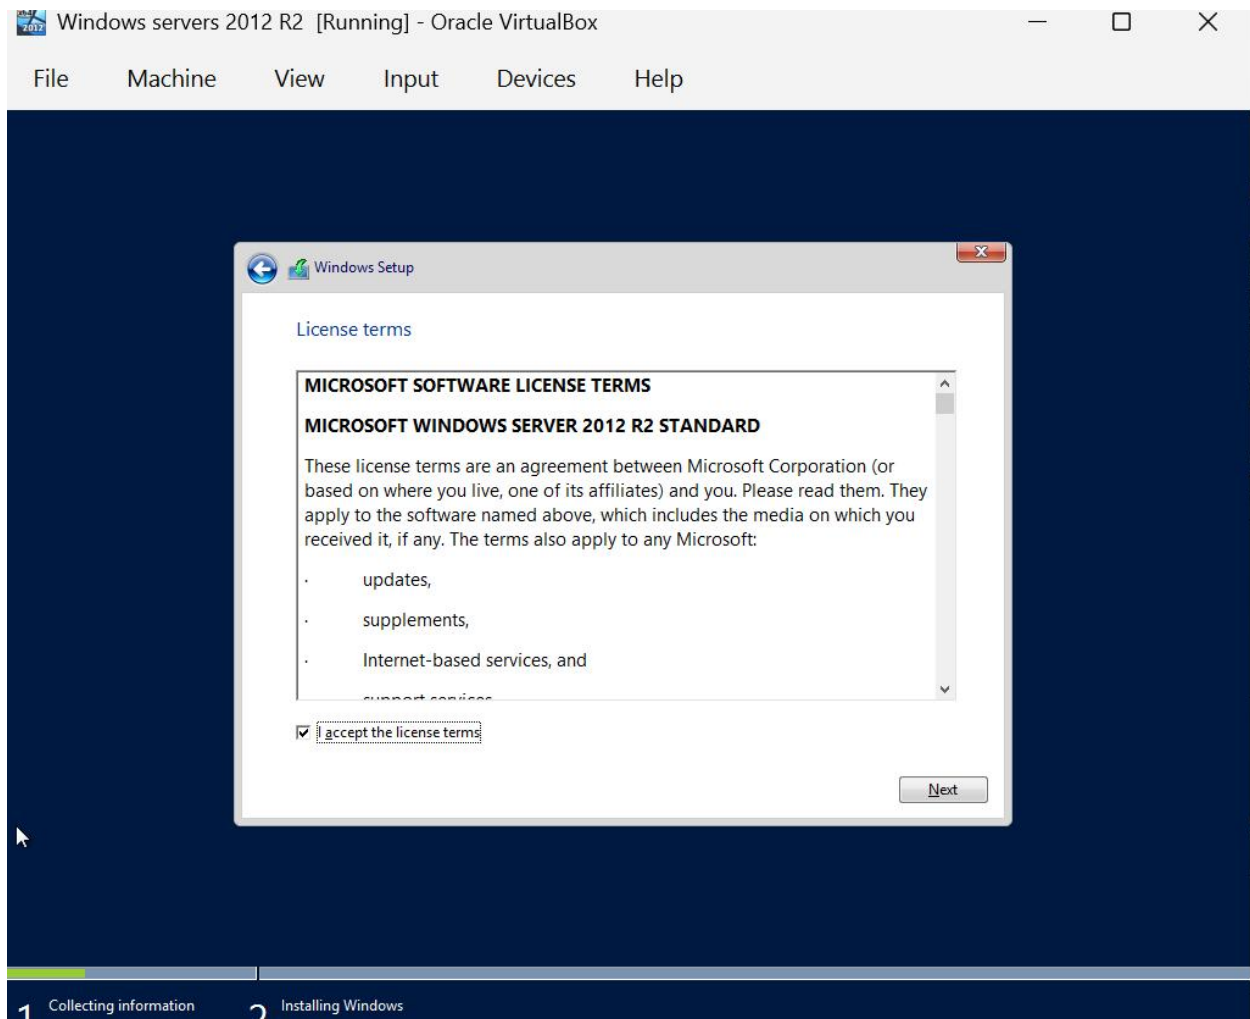 Windows servers 2012 R2 [Running] - Oracle VirtualBox
File Machine View Input Devices Help
Windows Setup
License terms
MICROSOFT SOFTWARE LICENSE TERMS
MICROSOFT WINDOWS SERVER 2012 R2 STANDARD
These license terms are an agreement between Microsoft Corporation (or
based on where you live, one of its affiliates) and you. Please read them. They
apply to the software named above, which includes the media on which you
received it, if any. The terms also apply to any Microsoft:
· updates,
· supplements,
· Internet-based services, and
support services
I accept the license terms
Next
1 Collecting information 2 Installing Windows